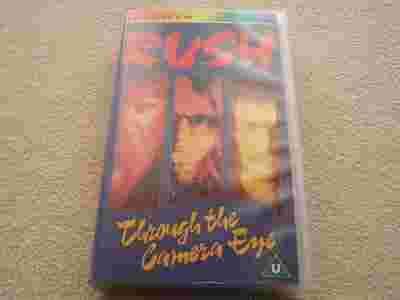 RUSH
Through the
Camera Eye
U